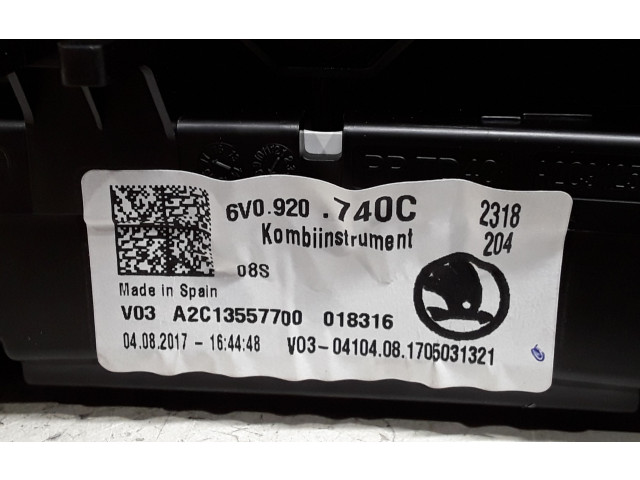 6V0.920 .740C
2318
204
Kombiinstrument
08S
Made in Spain
V03 A2C13557700 018316
04.08.2017 - 16:44:48 V03-04104.08.1705031321